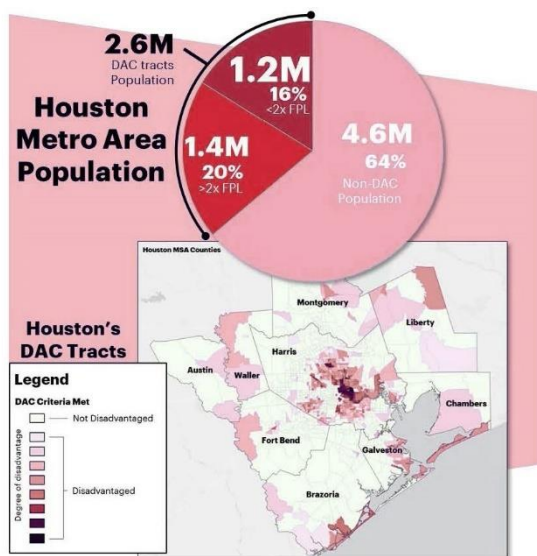 2.6M
DAC tracts
Population
Houston
Metro Area
Population
1.2M
16%
<2x FPL
1.4M
20%
>2x FPL
4.6M
64%
Non-DAC
Population
Houston MSA Counties
Montgomery
Liberty
Harris
Austin
Waller
Chambers
Fort Bend
Galveston
Brazoria
Houston's
DAC Tracts
Legend
DAC Criteria Met
Not Disadvantaged
Degree of disadvantage
Disadvantaged